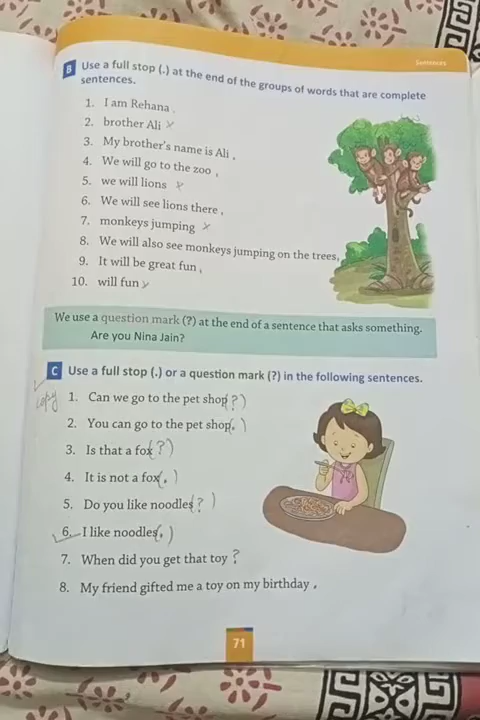 Sentences
B Use a full stop (.) at the end of the groups of words that are complete
sentences.
1. I am Rehana .
2. brother Ali ×
3. My brother's name is Ali .
4. We will go to the zoo .
5. we will lions ×
6. We will see lions there .
7. monkeys jumping ×
8. We will also see monkeys jumping on the trees.
9. It will be great fun .
10. will fun ×
We use a question mark (?) at the end of a sentence that asks something.
Are you Nina Jain?
C Use a full stop (.) or a question mark (?) in the following sentences.
copy
1. Can we go to the pet shop(?)
2. You can go to the pet shop(.)
3. Is that a fox(?)
4. It is not a fox(.)
5. Do you like noodles(?)
6. I like noodles(.)
7. When did you get that toy ?
8. My friend gifted me a toy on my birthday .
71